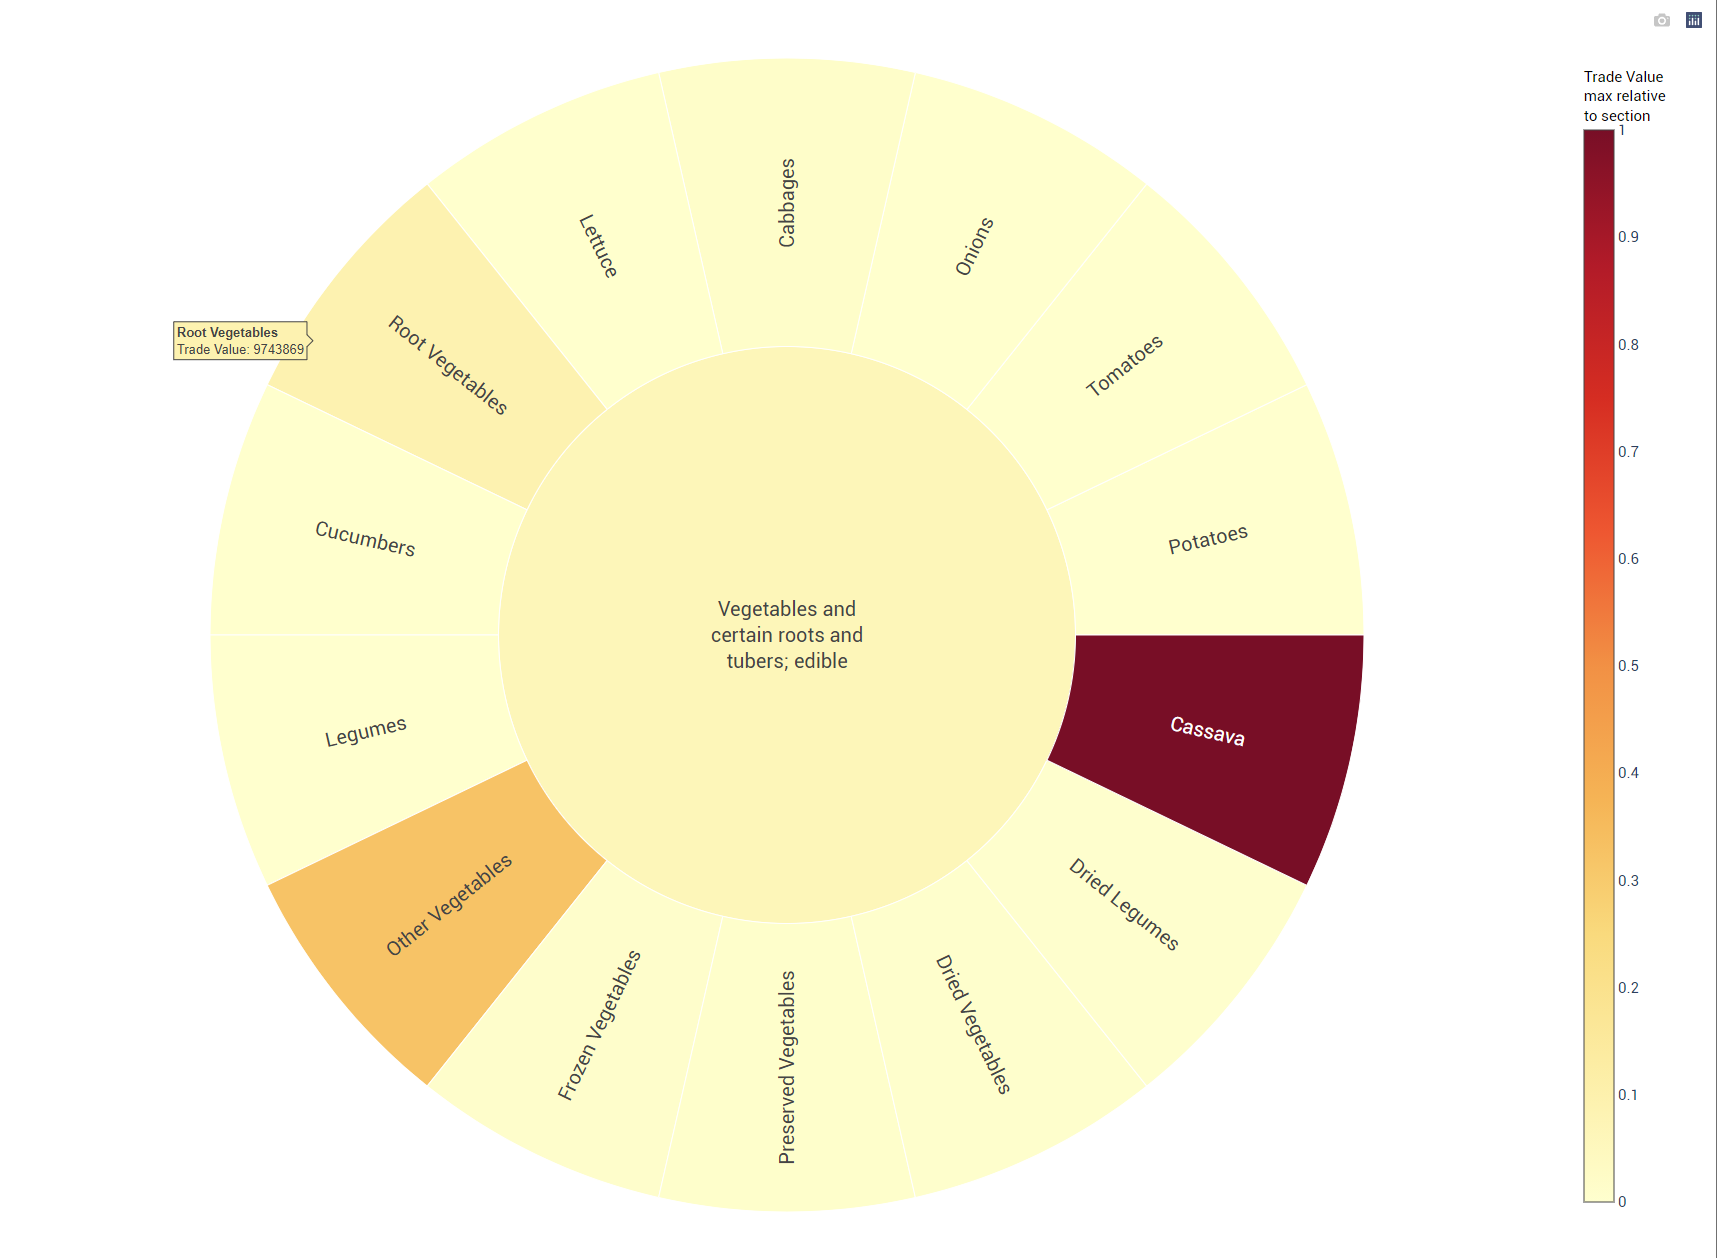 Trade Value
max relative
to section
1
0.9
0.8
0.7
0.6
0.5
0.4
0.3
0.2
0.1
0
Cabbages
Lettuce
Onions
Root Vegetables
Trade Value: 9743869
Root Vegetables
Tomatoes
Cucumbers
Potatoes
Vegetables and
certain roots and
tubers; edible
Legumes
Cassava
Other Vegetables
Dried Legumes
Frozen Vegetables
Preserved Vegetables
Dried Vegetables